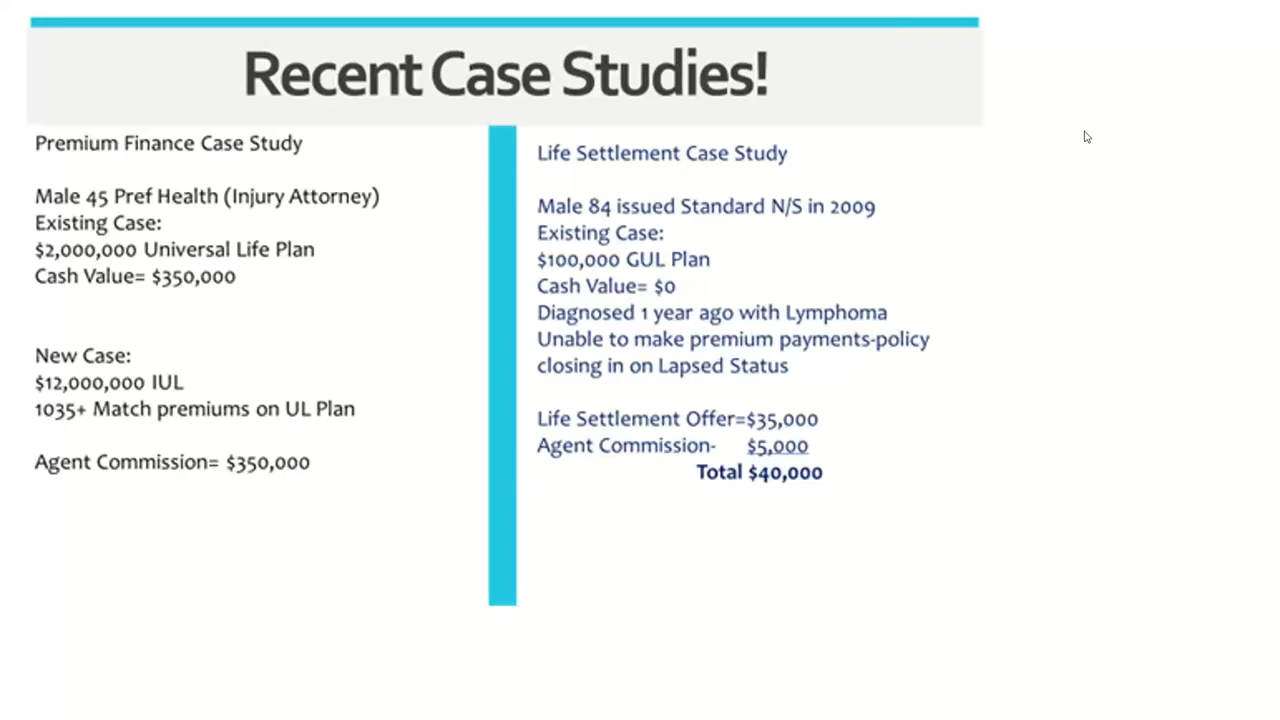 Recent Case Studies!
Premium Finance Case Study
Male 45 Pref Health (Injury Attorney)
Existing Case:
$2,000,000 Universal Life Plan
Cash Value= $350,000
New Case:
$12,000,000 IUL
1035+ Match premiums on UL Plan
Agent Commission= $350,000
Life Settlement Case Study
Male 84 issued Standard N/S in 2009
Existing Case:
$100,000 GUL Plan
Cash Value= $0
Diagnosed 1 year ago with Lymphoma
Unable to make premium payments-policy
closing in on Lapsed Status
Life Settlement Offer=$35,000
Agent Commission- $5,000
Total $40,000